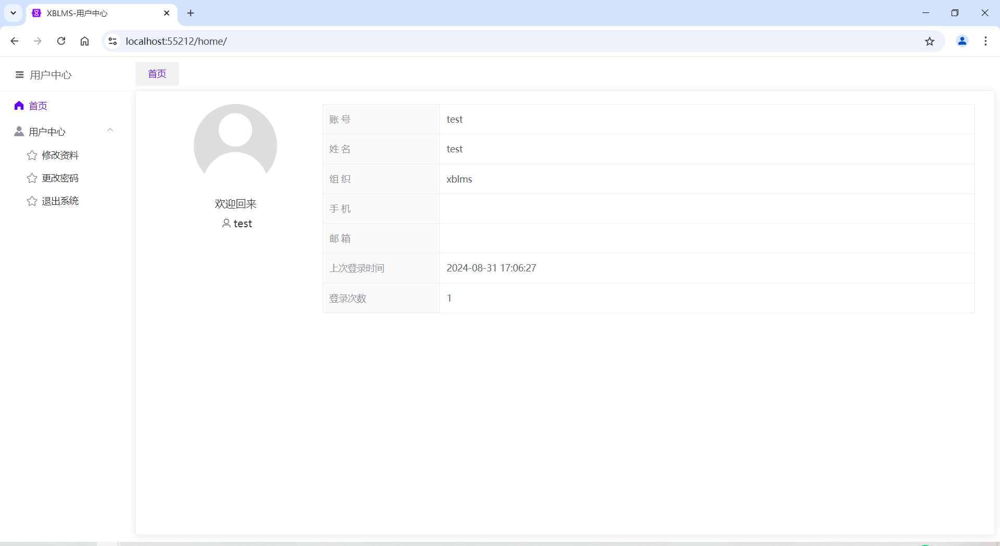 XBLMS-用户中心
localhost:55212/home/
用户中心
首页
首页
用户中心
修改资料
更改密码
退出系统
欢迎回来
test
账 号 test
姓 名 test
组 织 xblms
手 机
邮 箱
上次登录时间 2024-08-31 17:06:27
登录次数 1